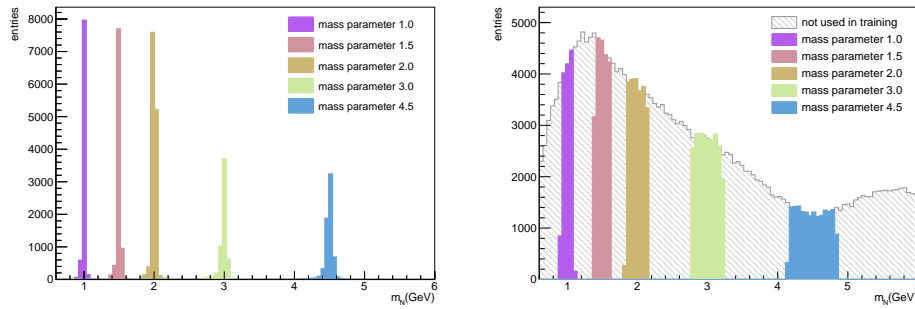 entries
8000
7000
6000
5000
4000
3000
2000
1000
0
1 2 3 4 5 6
m_N(GeV)
mass parameter 1.0
mass parameter 1.5
mass parameter 2.0
mass parameter 3.0
mass parameter 4.5
entries
5000
4000
3000
2000
1000
0
1 2 3 4 5
m_N(GeV)
not used in training
mass parameter 1.0
mass parameter 1.5
mass parameter 2.0
mass parameter 3.0
mass parameter 4.5